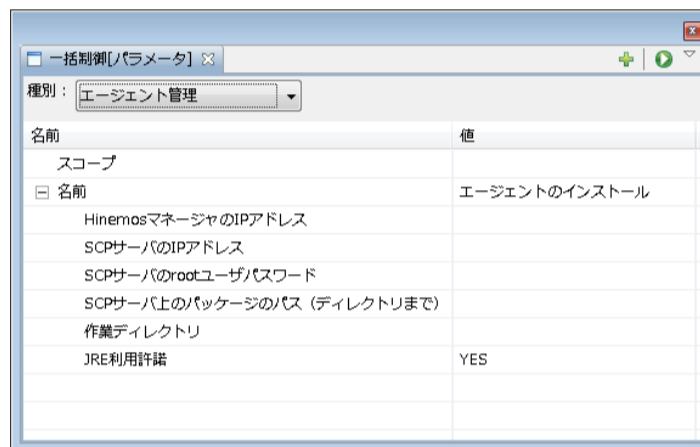 一括制御[パラメータ]
種別： エージェント管理
名前 値
スコープ
名前 エージェントのインストール
HinemosマネージャのIPアドレス
SCPサーバのIPアドレス
SCPサーバのrootユーザパスワード
SCPサーバ上のパッケージのパス（ディレクトリまで）
作業ディレクトリ
JRE利用許諾 YES